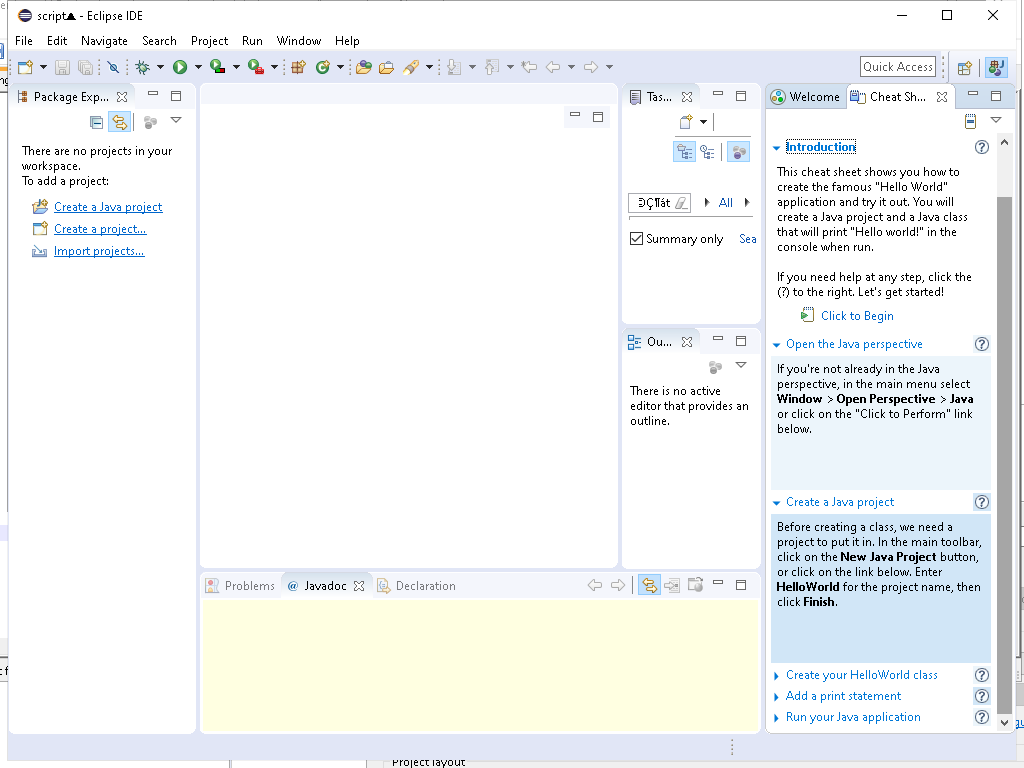 script▲ - Eclipse IDE
File Edit Navigate Search Project Run Window Help
Quick Access
Package Exp...
There are no projects in your
workspace.
To add a project:
Create a Java project
Create a project...
Import projects...
Tas...
All
Summary only Sea
Ou...
There is no active
editor that provides an
outline.
Problems @ Javadoc Declaration
Welcome Cheat Sh...
Introduction
This cheat sheet shows you how to
create the famous "Hello World"
application and try it out. You will
create a Java project and a Java class
that will print "Hello world!" in the
console when run.
If you need help at any step, click the
(?) to the right. Let's get started!
Click to Begin
Open the Java perspective
If you're not already in the Java
perspective, in the main menu select
Window > Open Perspective > Java
or click on the "Click to Perform" link
below.
Create a Java project
Before creating a class, we need a
project to put it in. In the main toolbar,
click on the New Java Project button,
or click on the link below. Enter
HelloWorld for the project name, then
click Finish.
Create your HelloWorld class
Add a print statement
Run your Java application
Project layout